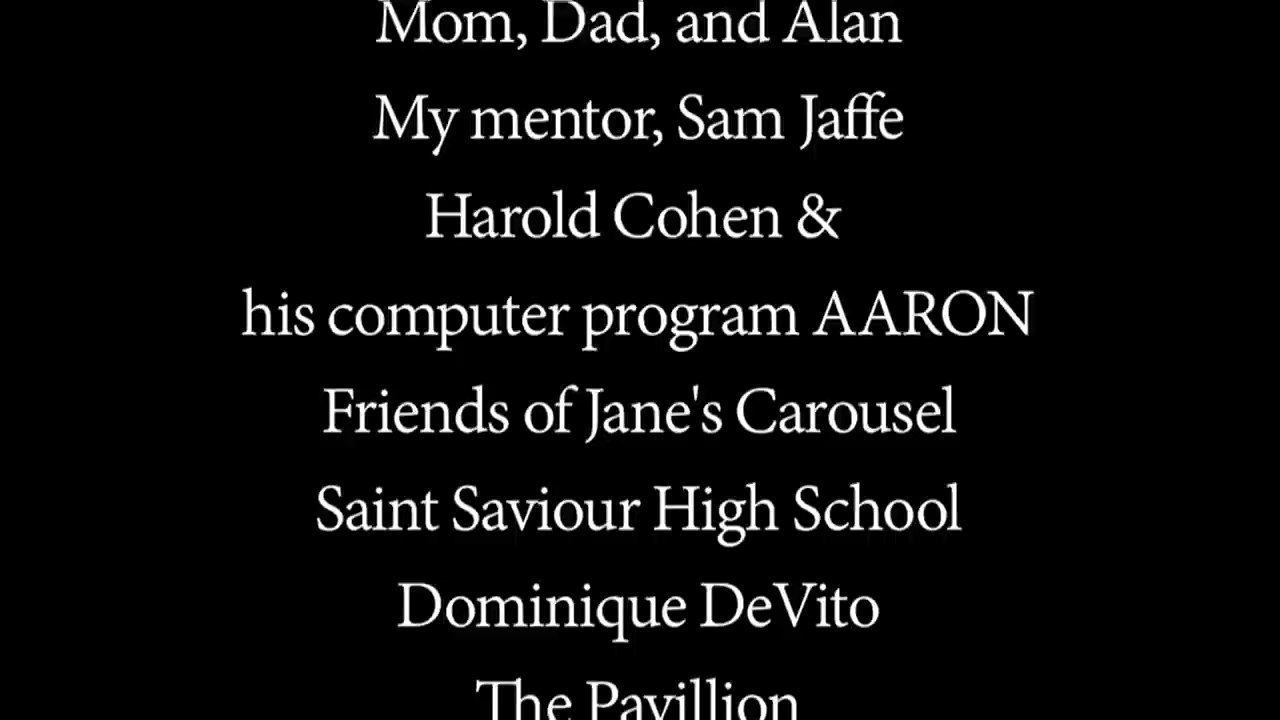 Mom, Dad, and Alan
My mentor, Sam Jaffe
Harold Cohen &
his computer program AARON
Friends of Jane's Carousel
Saint Saviour High School
Dominique DeVito
The Pavillion